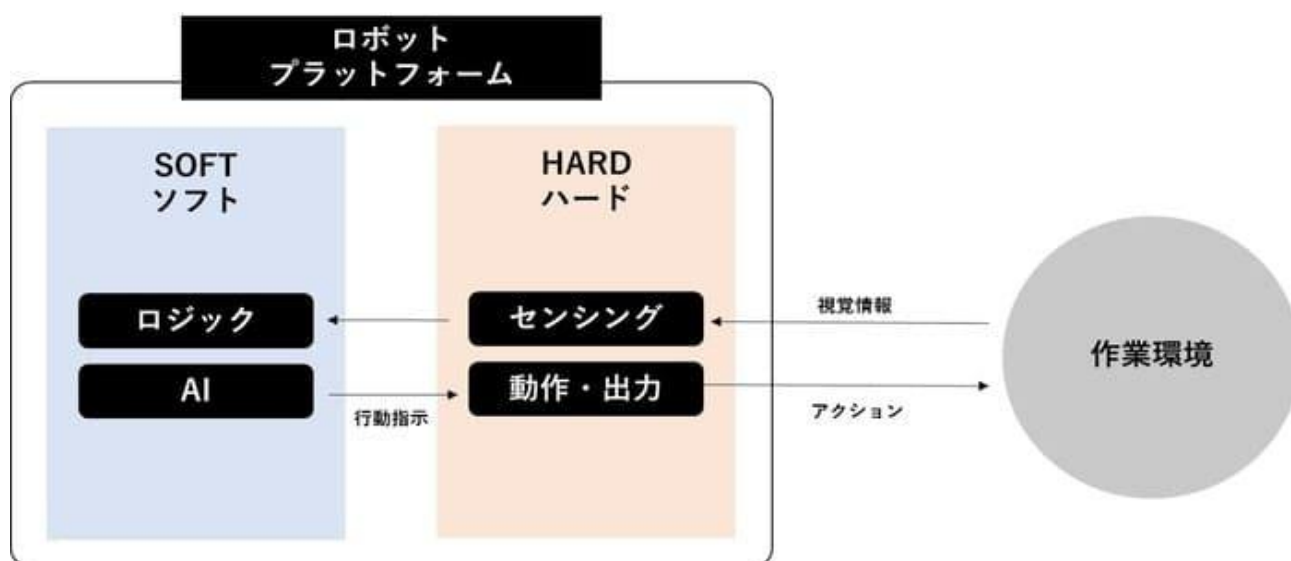 ロボット
プラットフォーム
SOFT
ソフト
HARD
ハード
ロジック
センシング
視覚情報
作業環境
AI
行動指示
動作・出力
アクション